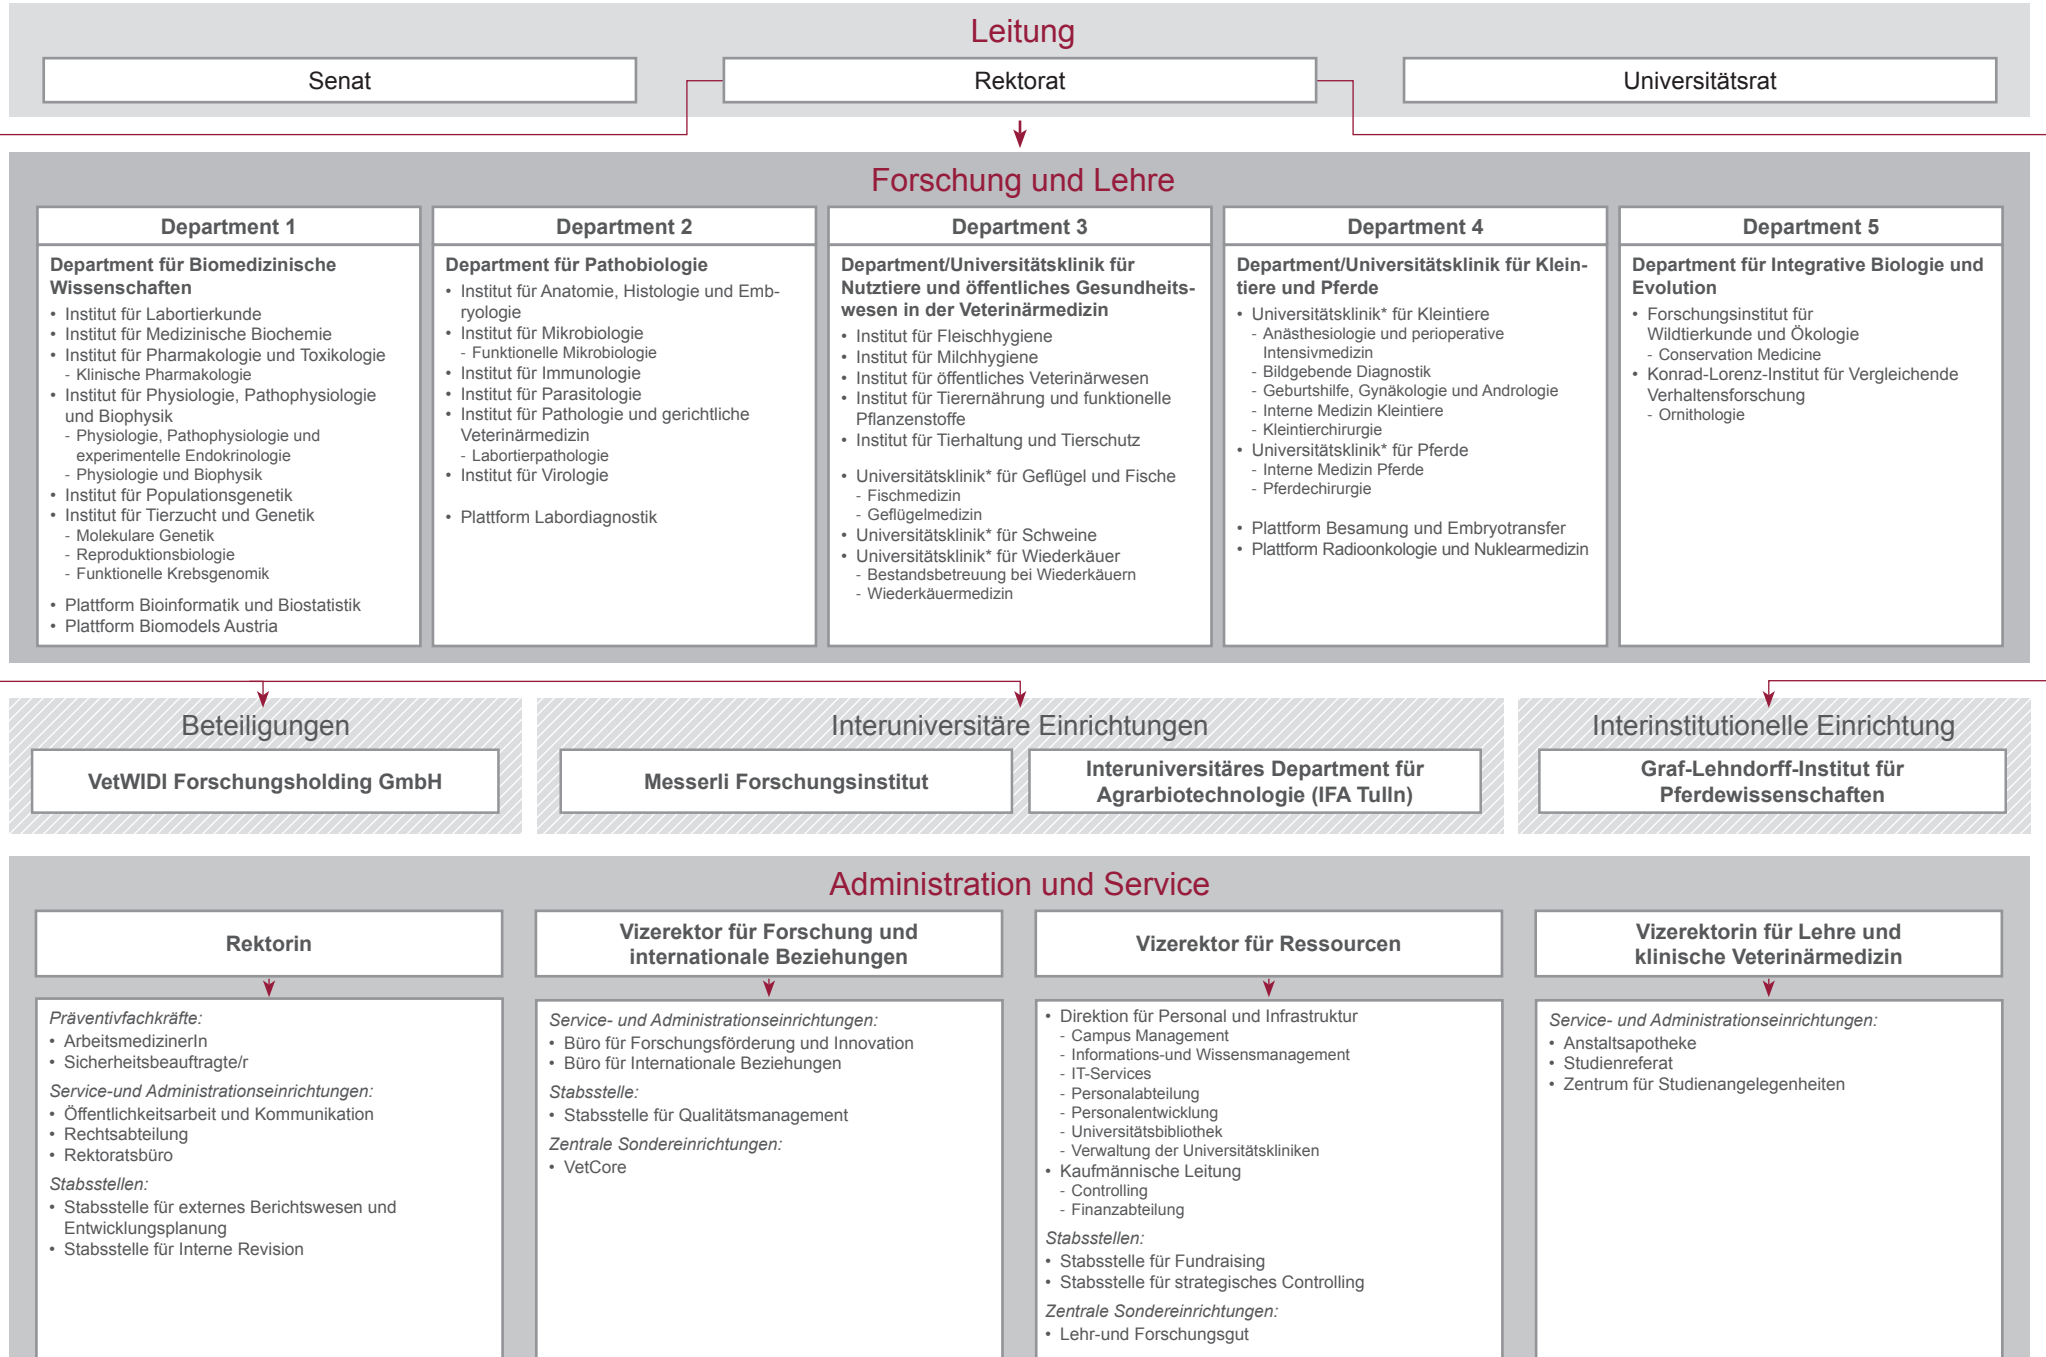 Leitung
Senat
Rektorat
Universitätsrat
Forschung und Lehre
Department 1
Department für Biomedizinische
Wissenschaften
• Institut für Labortierkunde
• Institut für Medizinische Biochemie
• Institut für Pharmakologie und Toxikologie
- Klinische Pharmakologie
• Institut für Physiologie, Pathophysiologie
und Biophysik
- Physiologie, Pathophysiologie und
experimentelle Endokrinologie
- Physiologie und Biophysik
• Institut für Populationsgenetik
• Institut für Tierzucht und Genetik
- Molekulare Genetik
- Reproduktionsbiologie
- Funktionelle Krebsgenomik
• Plattform Bioinformatik und Biostatistik
• Plattform Biomodels Austria
Department 2
Department für Pathobiologie
• Institut für Anatomie, Histologie und Emb-
ryologie
• Institut für Mikrobiologie
- Funktionelle Mikrobiologie
• Institut für Immunologie
• Institut für Parasitologie
• Institut für Pathologie und gerichtliche
Veterinärmedizin
- Labortierpathologie
• Institut für Virologie
• Plattform Labordiagnostik
Department 3
Department/Universitätsklinik für
Nutztiere und öffentliches Gesundheits-
wesen in der Veterinärmedizin
• Institut für Fleischhygiene
• Institut für Milchhygiene
• Institut für öffentliches Veterinärwesen
• Institut für Tierernährung und funktionelle
Pflanzenstoffe
• Institut für Tierhaltung und Tierschutz
• Universitätsklinik* für Geflügel und Fische
- Fischmedizin
- Geflügelmedizin
• Universitätsklinik* für Schweine
• Universitätsklinik* für Wiederkäuer
- Bestandsbetreuung bei Wiederkäuern
- Wiederkäuermedizin
Department 4
Department/Universitätsklinik für Klein-
tiere und Pferde
• Universitätsklinik* für Kleintiere
- Anästhesiologie und perioperative
Intensivmedizin
- Bildgebende Diagnostik
- Geburtshilfe, Gynäkologie und Andrologie
- Interne Medizin Kleintiere
- Kleintierchirurgie
• Universitätsklinik* für Pferde
- Interne Medizin Pferde
- Pferdechirurgie
• Plattform Besamung und Embryotransfer
• Plattform Radioonkologie und Nuklearmedizin
Department 5
Department für Integrative Biologie und
Evolution
• Forschungsinstitut für
Wildtierkunde und Ökologie
- Conservation Medicine
• Konrad-Lorenz-Institut für Vergleichende
Verhaltensforschung
- Ornithologie
Beteiligungen
VetWIDI Forschungsholding GmbH
Interuniversitäre Einrichtungen
Messerli Forschungsinstitut
Interuniversitäres Department für
Agrarbiotechnologie (IFA Tulln)
Interinstitutionelle Einrichtung
Graf-Lehndorff-Institut für
Pferdewissenschaften
Administration und Service
Rektorin
Präventivfachkräfte:
• ArbeitsmedizinerIn
• Sicherheitsbeauftragte/r
Service-und Administrationseinrichtungen:
• Öffentlichkeitsarbeit und Kommunikation
• Rechtsabteilung
• Rektoratsbüro
Stabsstellen:
• Stabsstelle für externes Berichtswesen und
Entwicklungsplanung
• Stabsstelle für Interne Revision
Vizerektor für Forschung und
internationale Beziehungen
Service- und Administrationseinrichtungen:
• Büro für Forschungsförderung und Innovation
• Büro für Internationale Beziehungen
Stabsstelle:
• Stabsstelle für Qualitätsmanagement
Zentrale Sondereinrichtungen:
• VetCore
Vizerektor für Ressourcen
• Direktion für Personal und Infrastruktur
- Campus Management
- Informations-und Wissensmanagement
- IT-Services
- Personalabteilung
- Personalentwicklung
- Universitätsbibliothek
- Verwaltung der Universitätskliniken
• Kaufmännische Leitung
- Controlling
- Finanzabteilung
Stabsstellen:
• Stabsstelle für Fundraising
• Stabsstelle für strategisches Controlling
Zentrale Sondereinrichtungen:
• Lehr-und Forschungsgut
Vizerektorin für Lehre und
klinische Veterinärmedizin
Service- und Administrationseinrichtungen:
• Anstaltsapotheke
• Studienreferat
• Zentrum für Studienangelegenheiten